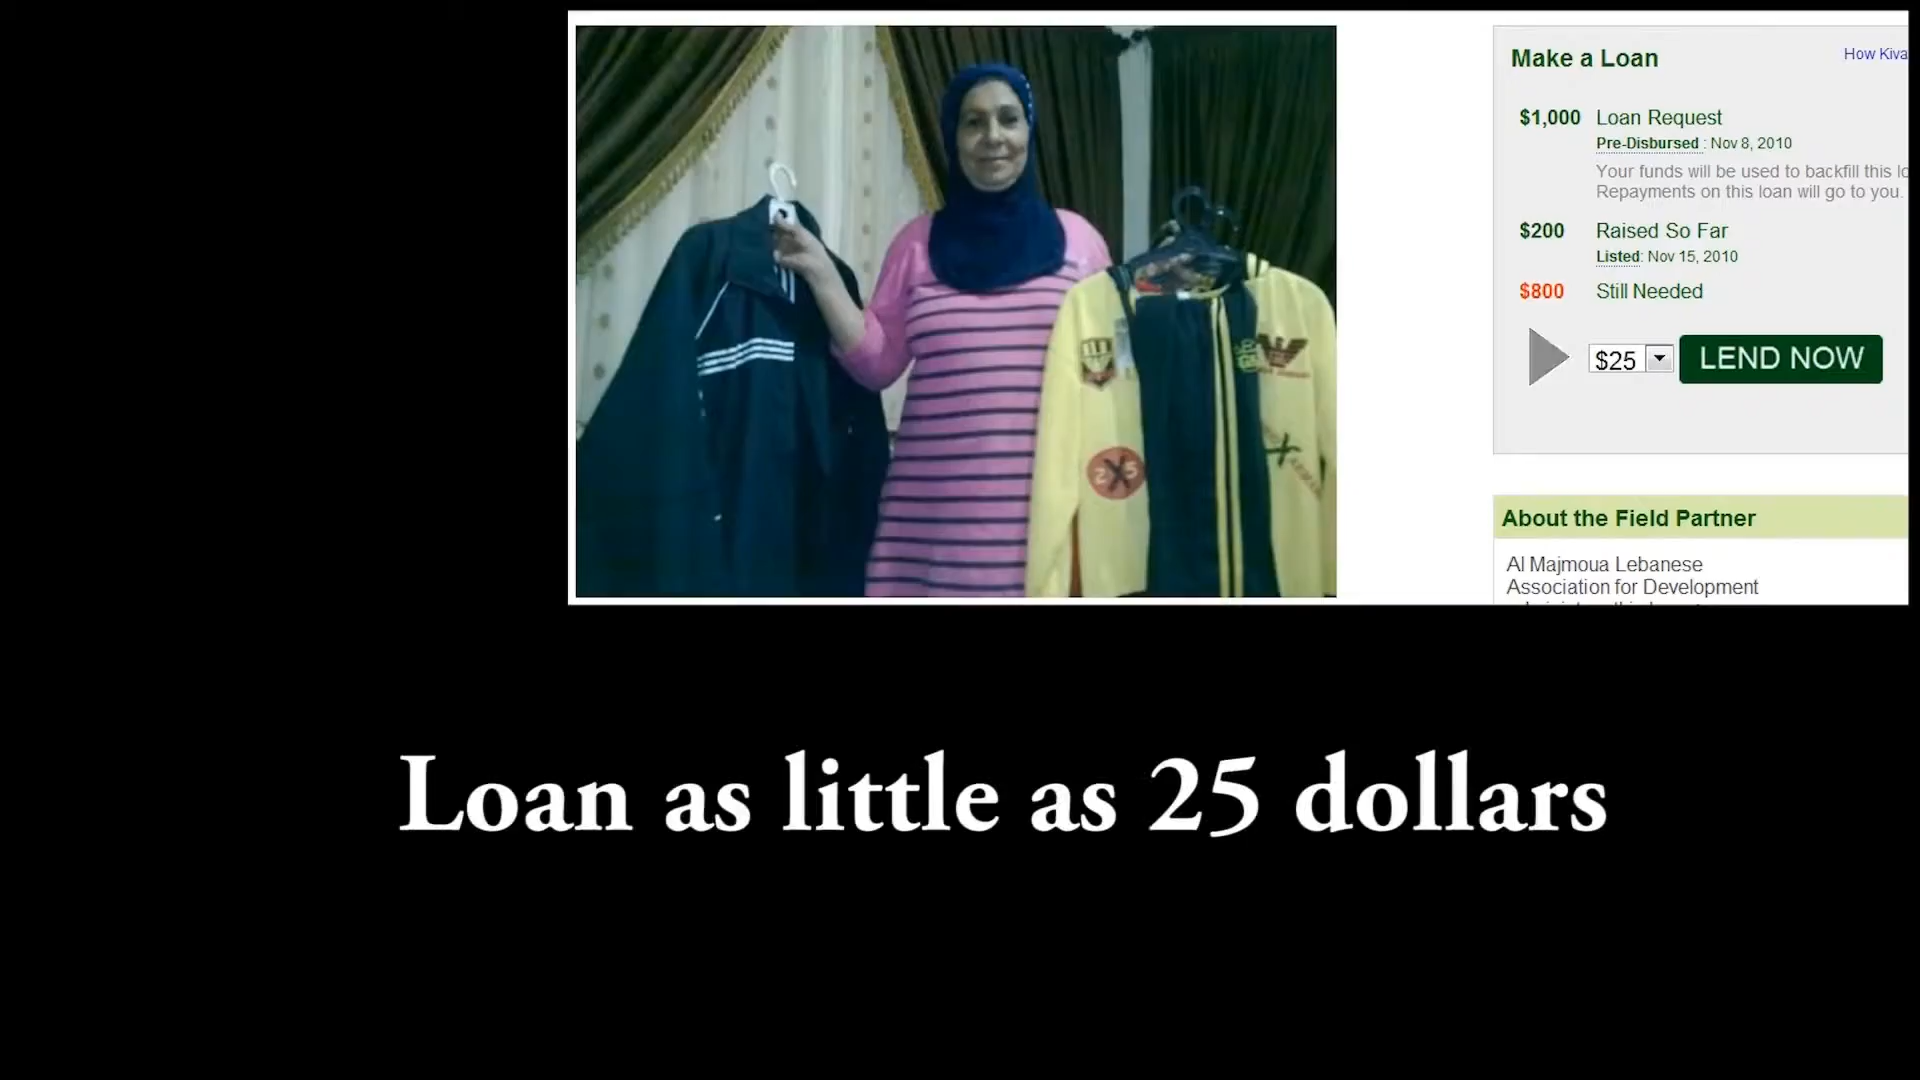 Make a Loan
How Kiva
$1,000 Loan Request
Pre-Disbursed : Nov 8, 2010
Your funds will be used to backfill this lo
Repayments on this loan will go to you.
$200 Raised So Far
Listed: Nov 15, 2010
$800 Still Needed
$25 LEND NOW
About the Field Partner
Al Majmoua Lebanese
Association for Development
2X5
Loan as little as 25 dollars